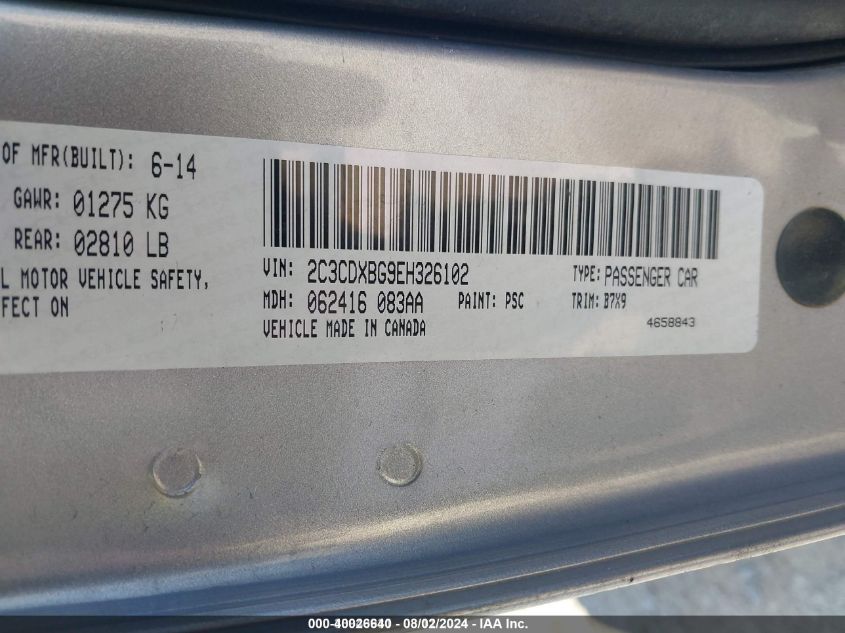 OF MFR(BUILT): 6-14
GAWR: 01275 KG
REAR: 02810 LB
L MOTOR VEHICLE SAFETY,
FECT ON
VIN: 2C3CDXBG9EH326102
TYPE: PASSENGER CAR
MDH: 062416 083AA
PAINT: PSC
TRIM: B7X9
VEHICLE MADE IN CANADA
4658843
000-40026640 - 08/02/2024 - IAA Inc.